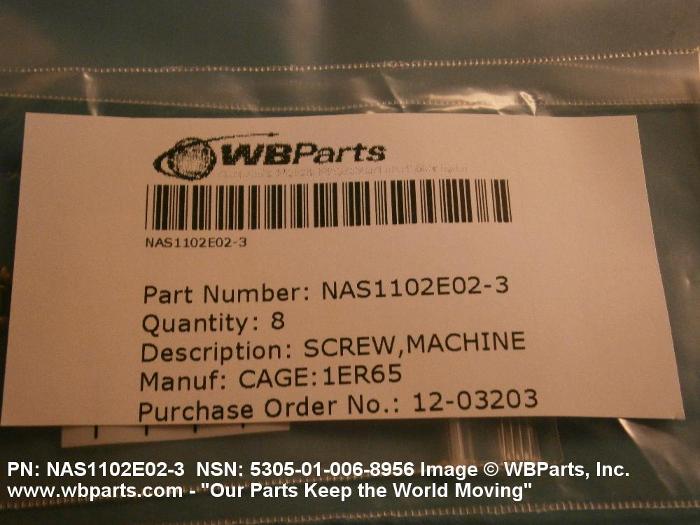 WBParts
NAS1102E02-3
Part Number: NAS1102E02-3
Quantity: 8
Description: SCREW,MACHINE
Manuf: CAGE:1ER65
Purchase Order No.: 12-03203
PN: NAS1102E02-3 NSN: 5305-01-006-8956 Image © WBParts, Inc.
www.wbparts.com - "Our Parts Keep the World Moving"